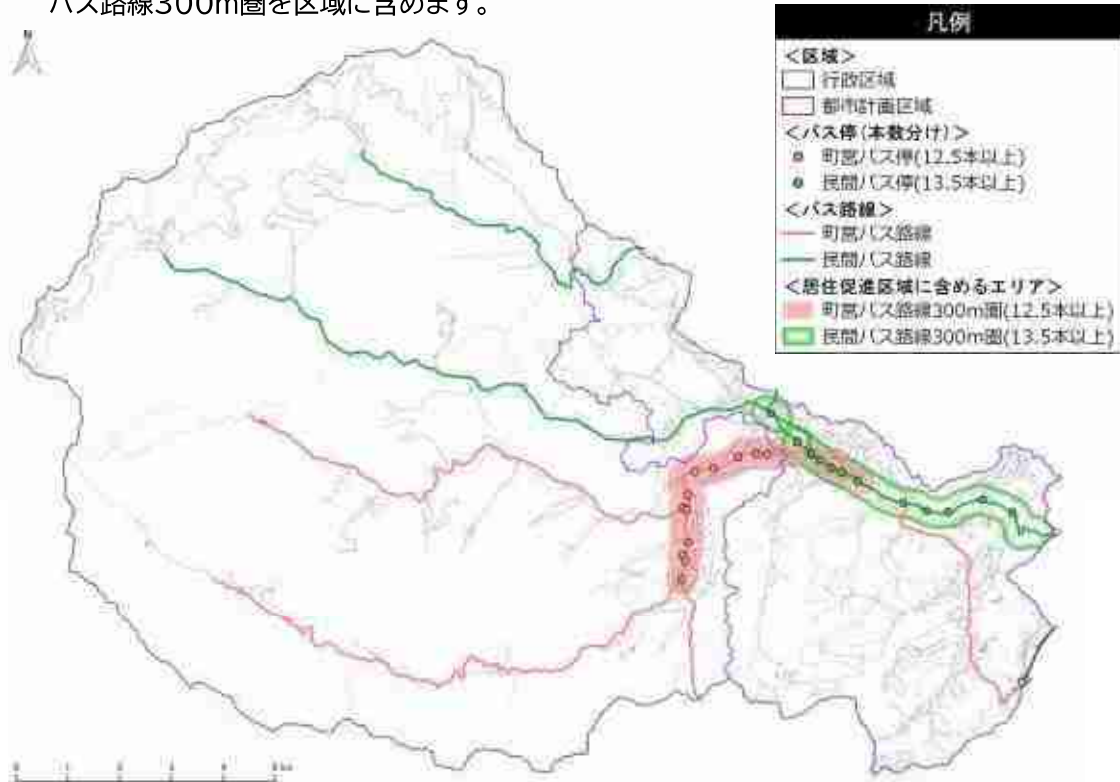 バス路線300m圏を区域に含めます。
N
凡例
＜区域＞
行政区域
都市計画区域
＜バス停(本数分け)＞
町営バス停(12.5本以上)
民間バス停(13.5本以上)
＜バス路線＞
町営バス路線
民間バス路線
＜居住促進区域に含めるエリア＞
町営バス路線300m圏(12.5本以上)
民間バス路線300m圏(13.5本以上)